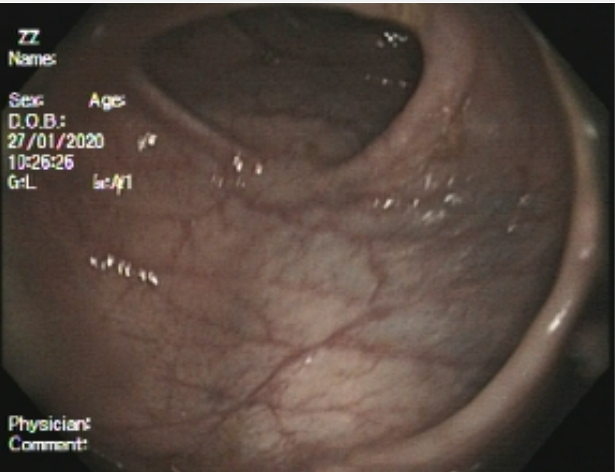 ZZ
Name:
Sex: Age:
D.O.B.:
27/01/2020
10:26:26
G:L
Physician:
Comment: